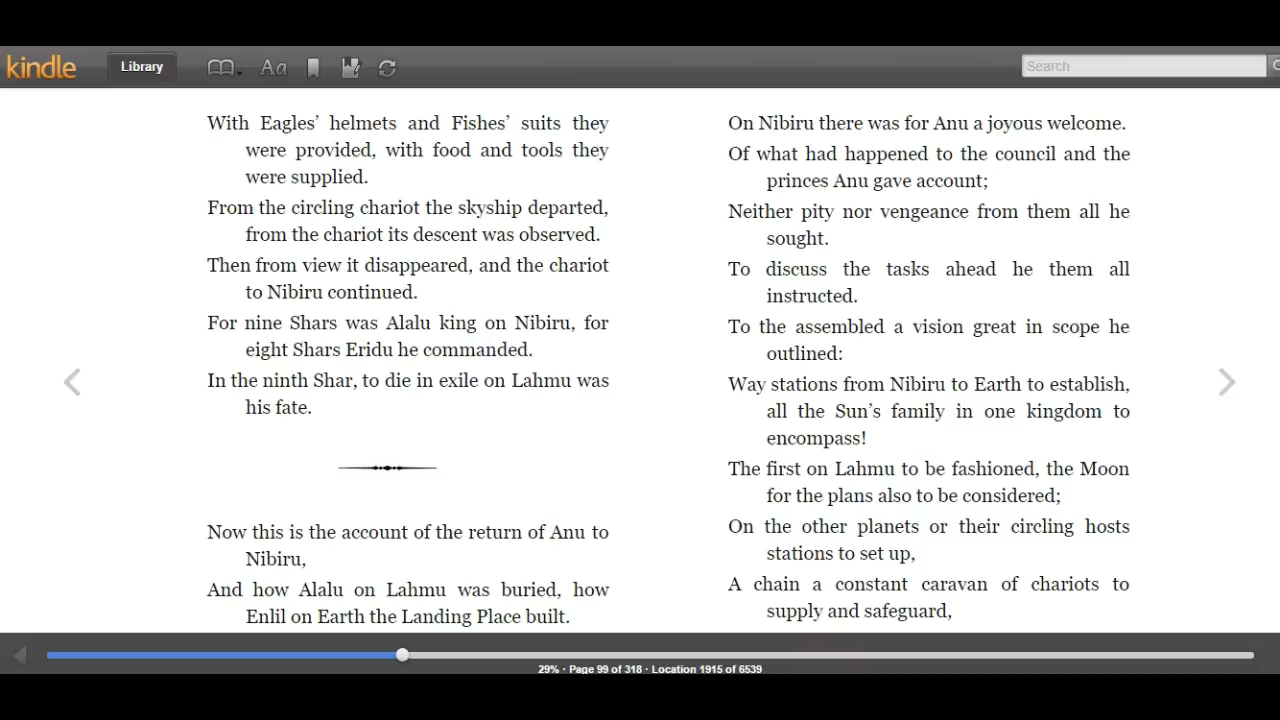 kindle
Library
Aa
Search
With Eagles’ helmets and Fishes’ suits they
were provided, with food and tools they
were supplied.
From the circling chariot the skyship departed,
from the chariot its descent was observed.
Then from view it disappeared, and the chariot
to Nibiru continued.
For nine Shars was Alalu king on Nibiru, for
eight Shars Eridu he commanded.
In the ninth Shar, to die in exile on Lahmu was
his fate.
Now this is the account of the return of Anu to
Nibiru,
And how Alalu on Lahmu was buried, how
Enlil on Earth the Landing Place built.
On Nibiru there was for Anu a joyous welcome.
Of what had happened to the council and the
princes Anu gave account;
Neither pity nor vengeance from them all he
sought.
To discuss the tasks ahead he them all
instructed.
To the assembled a vision great in scope he
outlined:
Way stations from Nibiru to Earth to establish,
all the Sun’s family in one kingdom to
encompass!
The first on Lahmu to be fashioned, the Moon
for the plans also to be considered;
On the other planets or their circling hosts
stations to set up,
A chain a constant caravan of chariots to
supply and safeguard,
29% · Page 99 of 318 · Location 1915 of 6539